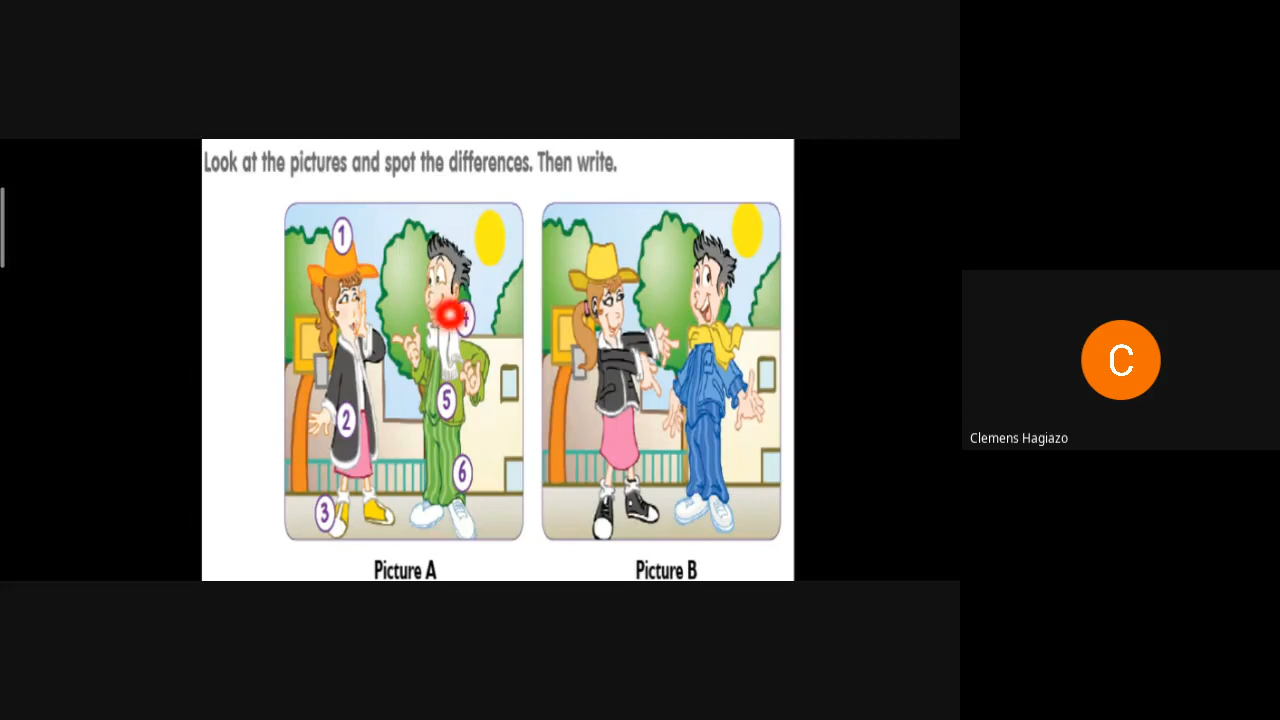 Look at the pictures and spot the differences. Then write.
1
4
2
5
3
6
Picture A
Picture B
C
Clemens Hagiazo